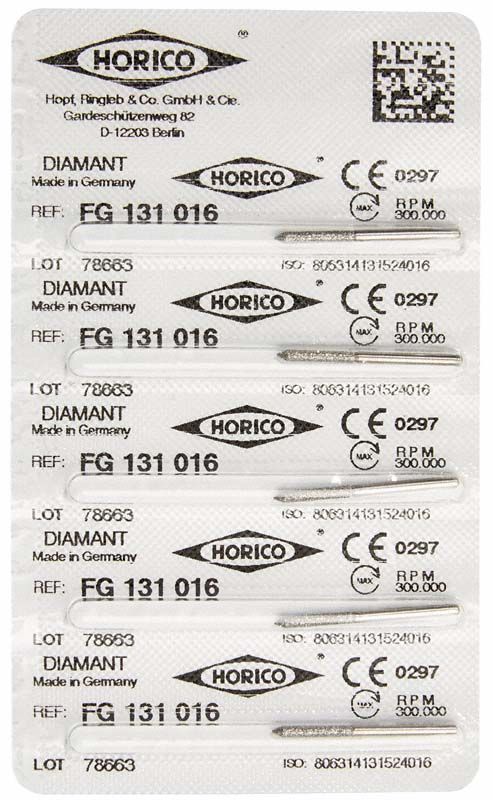 HORICO ®
Hopf, Ringleb & Co. GmbH & Cie.
Gardeschützenweg 82
D-12203 Berlin
DIAMANT HORICO ® CE 0297
Made in Germany
REF: FG 131 016 MAX RPM 300.000
LOT 78663 ISO: 806314131524016
DIAMANT HORICO ® CE 0297
Made in Germany
REF: FG 131 016 MAX RPM 300.000
LOT 78663 ISO: 806314131524016
DIAMANT HORICO ® CE 0297
Made in Germany
REF: FG 131 016 MAX RPM 300.000
LOT 78663 ISO: 806314131524016
DIAMANT HORICO ® CE 0297
Made in Germany
REF: FG 131 016 MAX RPM 300.000
LOT 78663 ISO: 806314131524016
DIAMANT HORICO ® CE 0297
Made in Germany
REF: FG 131 016 MAX RPM 300.000
LOT 78663 ISO: 806314131524016